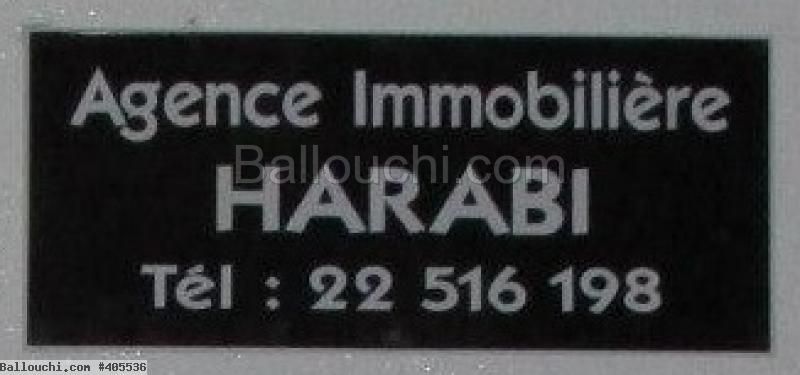 Agence Immobilière
Ballouchi.com
HARABI
Tél : 22 516 198
Ballouchi.com #405536